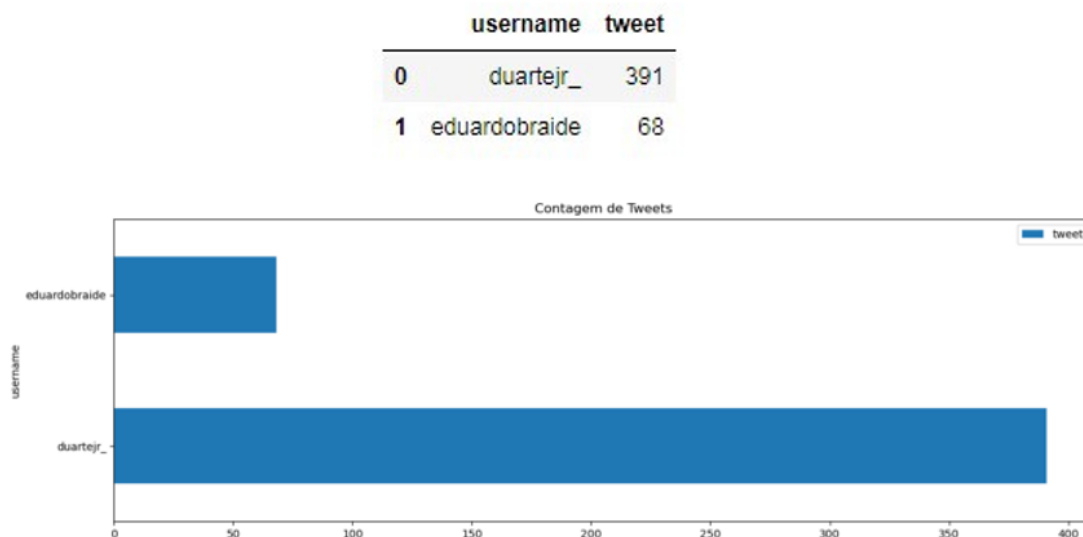 username tweet
0 duartejr_ 391
1 eduardobraide 68
Contagem de Tweets
tweet
eduardobraide
username
duartejr_
0 50 100 150 200 250 300 350 400